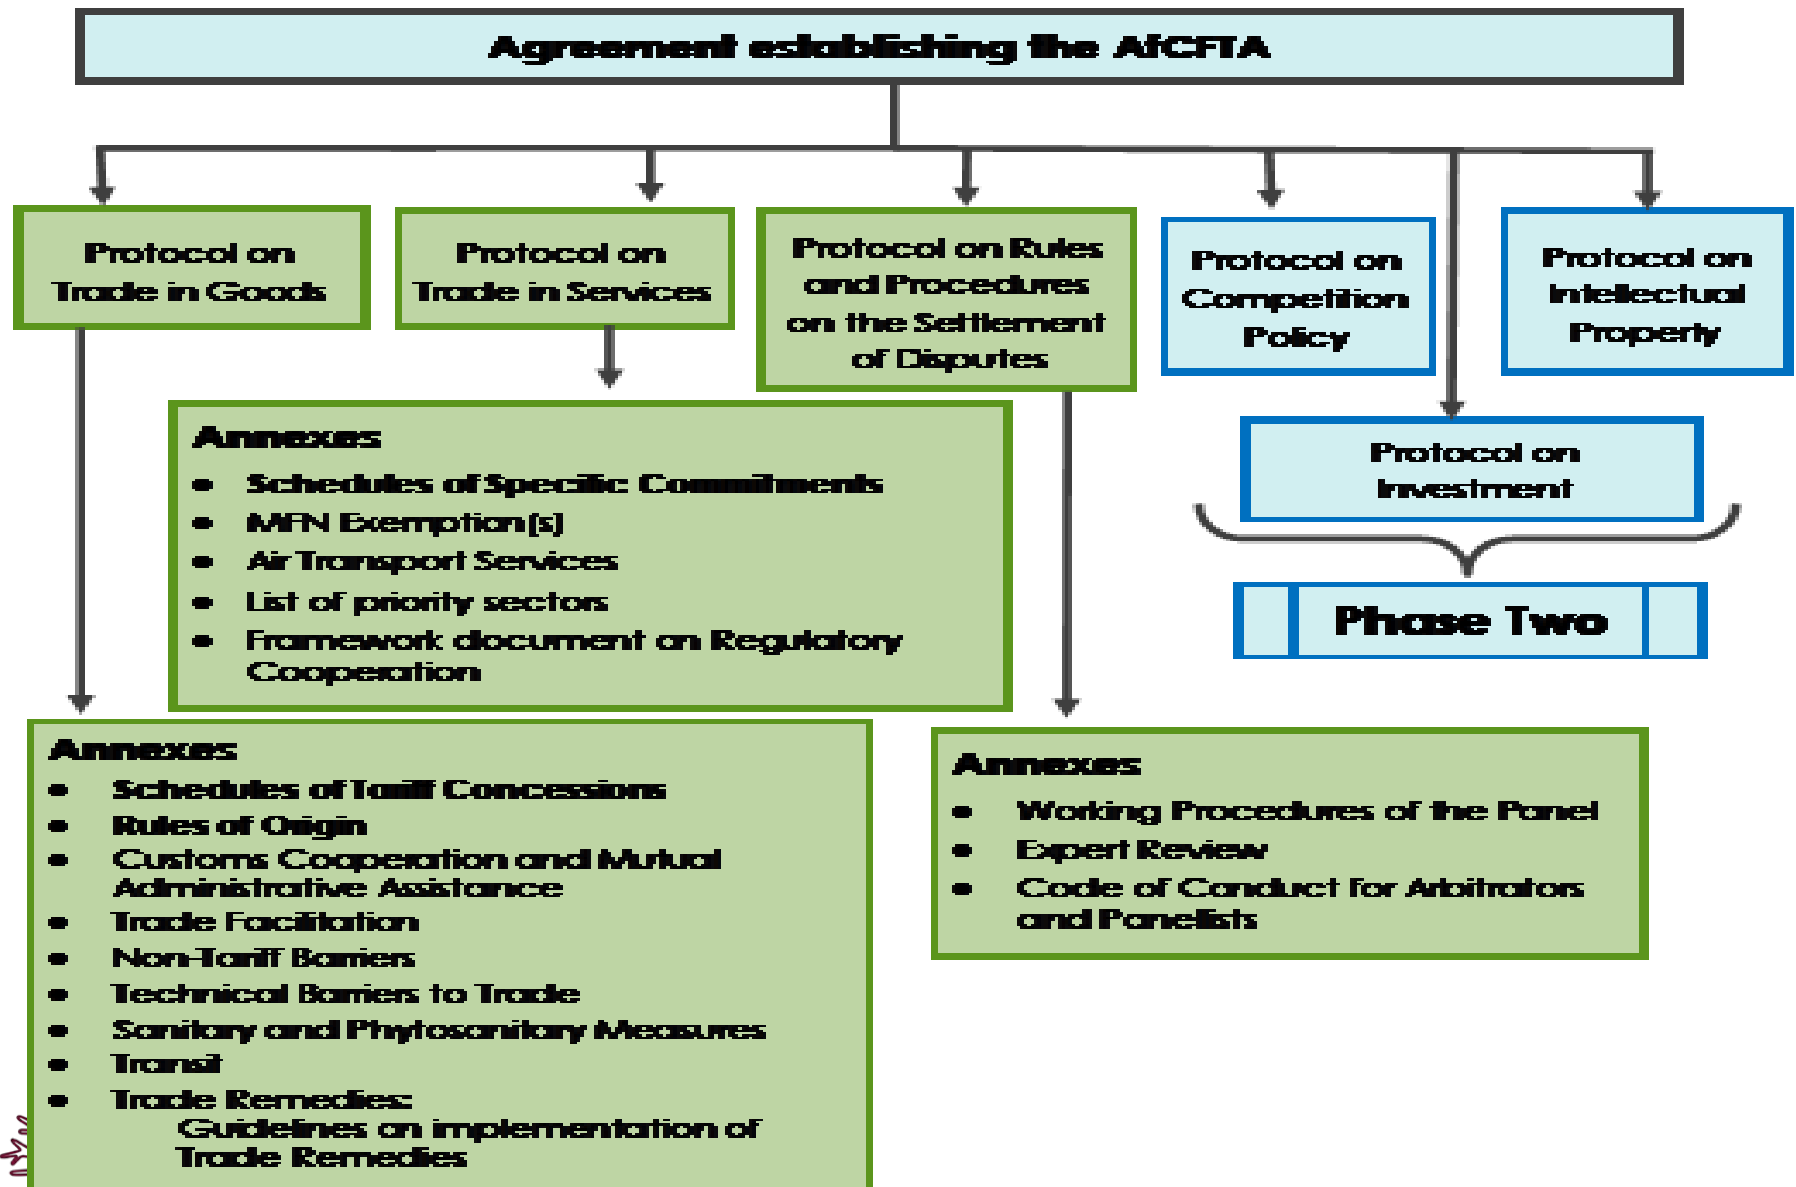 Agreement establishing the AfCFTA
Protocol on
Trade in Goods
Protocol on
Trade in Services
Protocol on Rules
and Procedures
on the Settlement
of Disputes
Protocol on
Competition
Policy
Protocol on
Intellectual
Property
Protocol on
Investment
Phase Two
Annexes
• Schedules of Specific Commitments
• MFN Exemption(s)
• Air Transport Services
• List of priority sectors
• Framework document on Regulatory
Cooperation
Annexes
• Schedules of Tariff Concessions
• Rules of Origin
• Customs Cooperation and Mutual
Administrative Assistance
• Trade Facilitation
• Non-Tariff Barriers
• Technical Barriers to Trade
• Sanitary and Phytosanitary Measures
• Transit
• Trade Remedies:
Guidelines on implementation of
Trade Remedies
Annexes
• Working Procedures of the Panel
• Expert Review
• Code of Conduct for Arbitrators
and Panellists